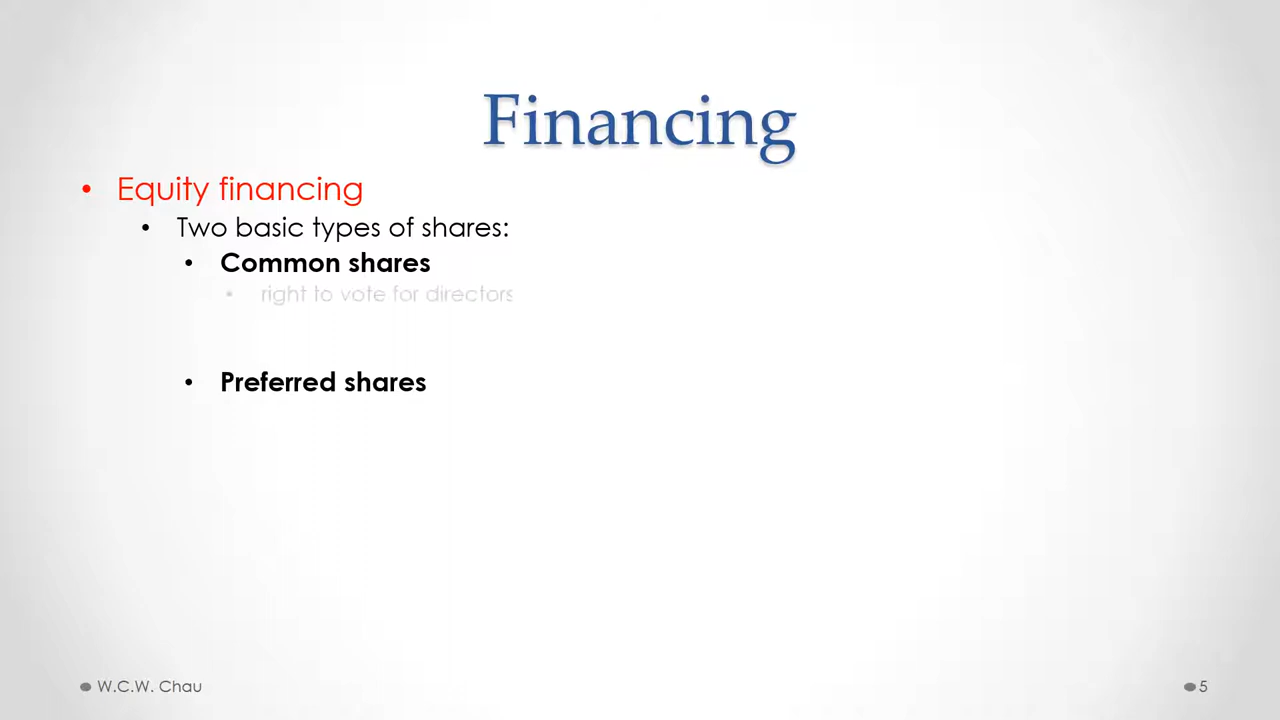 Financing
• Equity financing
• Two basic types of shares:
• Common shares
• right to vote for directors
• Preferred shares
W.C.W. Chau
5